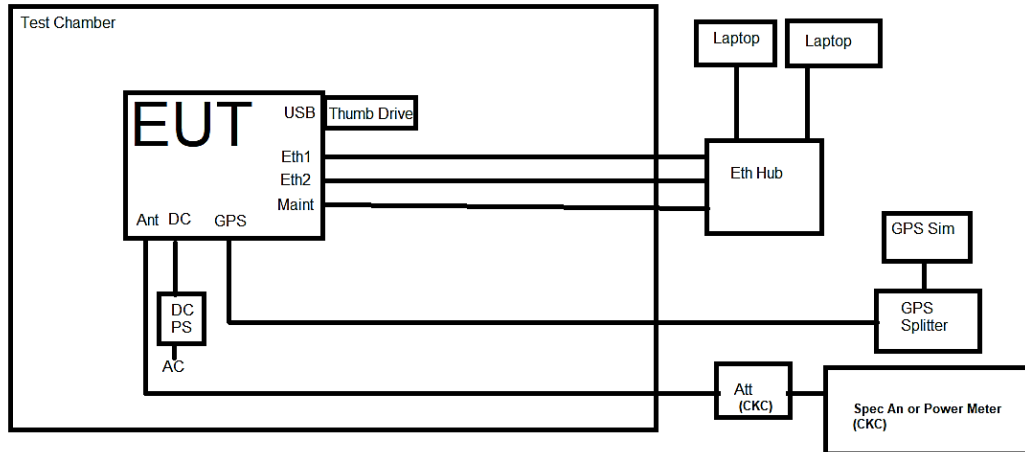 Test Chamber
Laptop
Laptop
EUT
USB
Thumb Drive
Eth1
Eth2
Maint
Eth Hub
Ant
DC
GPS
GPS Sim
DC
PS
AC
GPS
Splitter
Att
(CKC)
Spec An or Power Meter
(CKC)